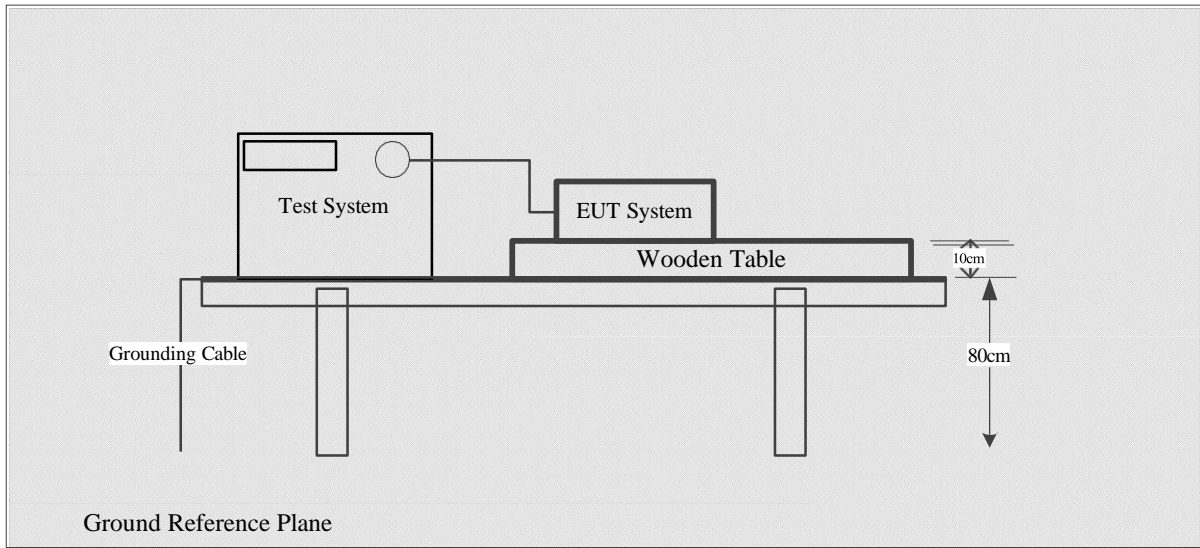 Test System
EUT System
Wooden Table
10cm
Grounding Cable
80cm
Ground Reference Plane